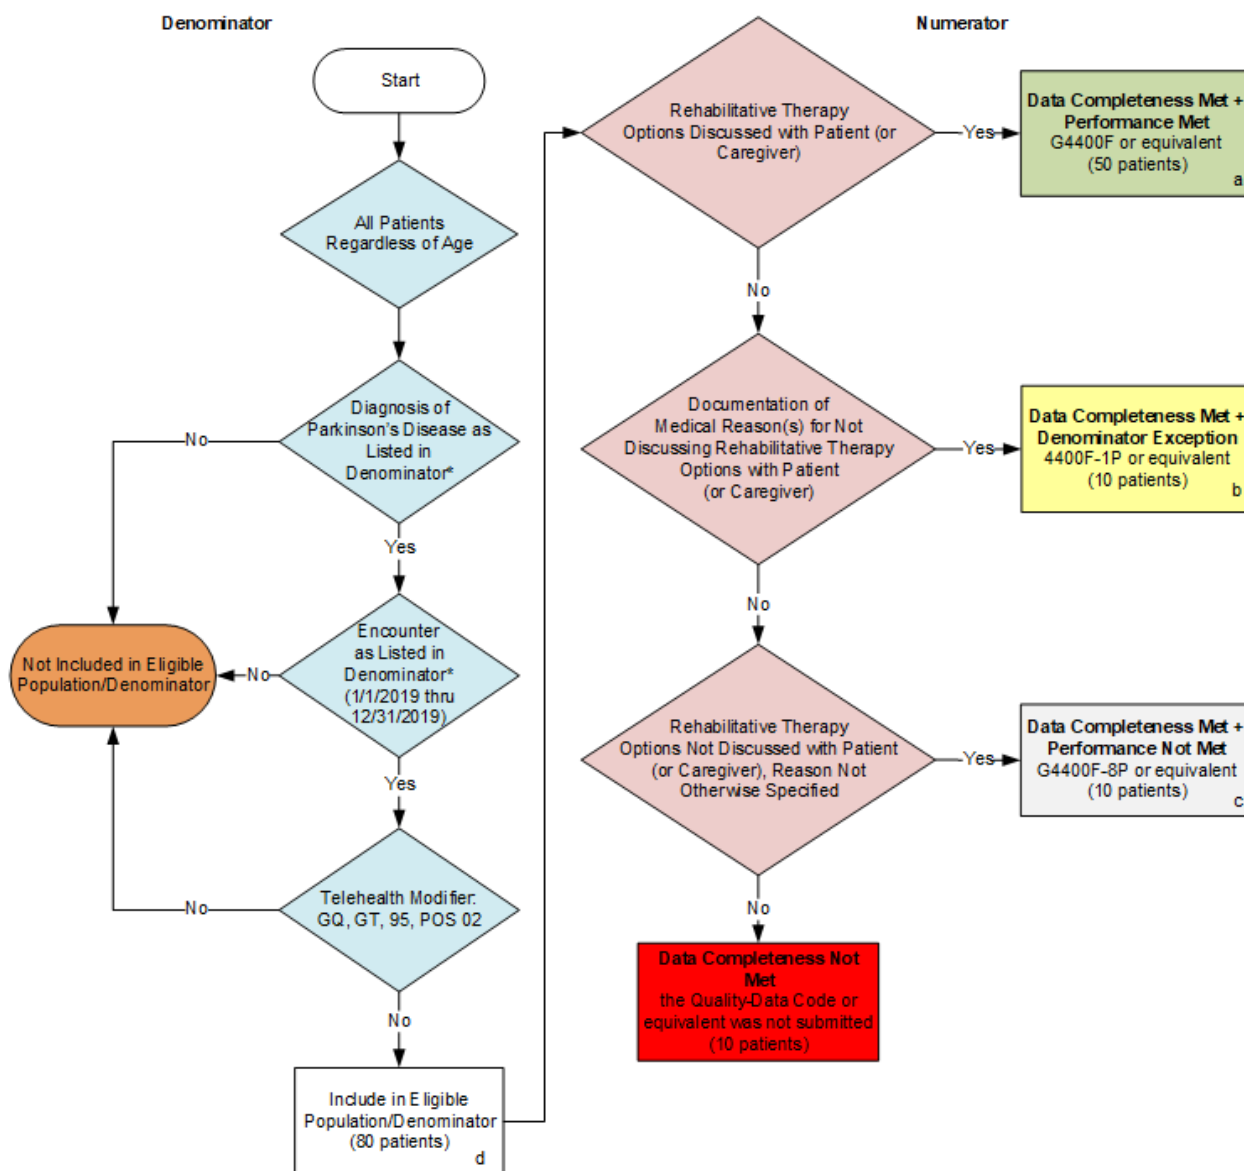 Denominator
Start
All Patients
Regardless of Age
Diagnosis of
Parkinson's Disease as
Listed in
Denominator*
No
Yes
Encounter
as Listed in
Denominator*
(1/1/2019 thru
12/31/2019)
No
Not Included in Eligible
Population/Denominator
Yes
Telehealth Modifier:
GQ, GT, 95, POS 02
No
No
Include in Eligible
Population/Denominator
(80 patients)
d
Numerator
Rehabilitative Therapy
Options Discussed with Patient (or
Caregiver)
Yes
Data Completeness Met +
Performance Met
G4400F or equivalent
(50 patients)
a
No
Documentation of
Medical Reason(s) for Not
Discussing Rehabilitative Therapy
Options with Patient
(or Caregiver)
Yes
Data Completeness Met +
Denominator Exception
4400F-1P or equivalent
(10 patients)
b
No
Rehabilitative Therapy
Options Not Discussed with Patient
(or Caregiver), Reason Not
Otherwise Specified
Yes
Data Completeness Met +
Performance Not Met
G4400F-8P or equivalent
(10 patients)
c
No
Data Completeness Not
Met
the Quality-Data Code or
equivalent was not submitted
(10 patients)